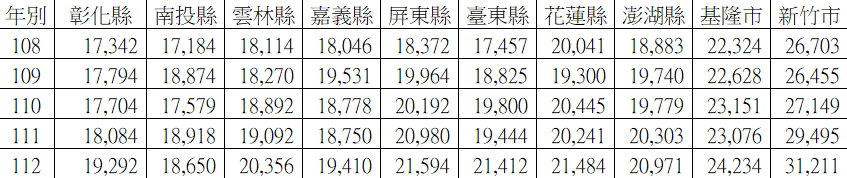 年別 彰化縣 南投縣 雲林縣 嘉義縣 屏東縣 臺東縣 花蓮縣 澎湖縣 基隆市 新竹市
108 17,342 17,184 18,114 18,046 18,372 17,457 20,041 18,883 22,324 26,703
109 17,794 18,874 18,270 19,531 19,964 18,825 19,300 19,740 22,628 26,455
110 17,704 17,579 18,892 18,778 20,192 19,800 20,445 19,779 23,151 27,149
111 18,084 18,918 19,092 18,750 20,980 19,444 20,241 20,303 23,076 29,495
112 19,292 18,650 20,356 19,410 21,594 21,412 21,484 20,971 24,234 31,211